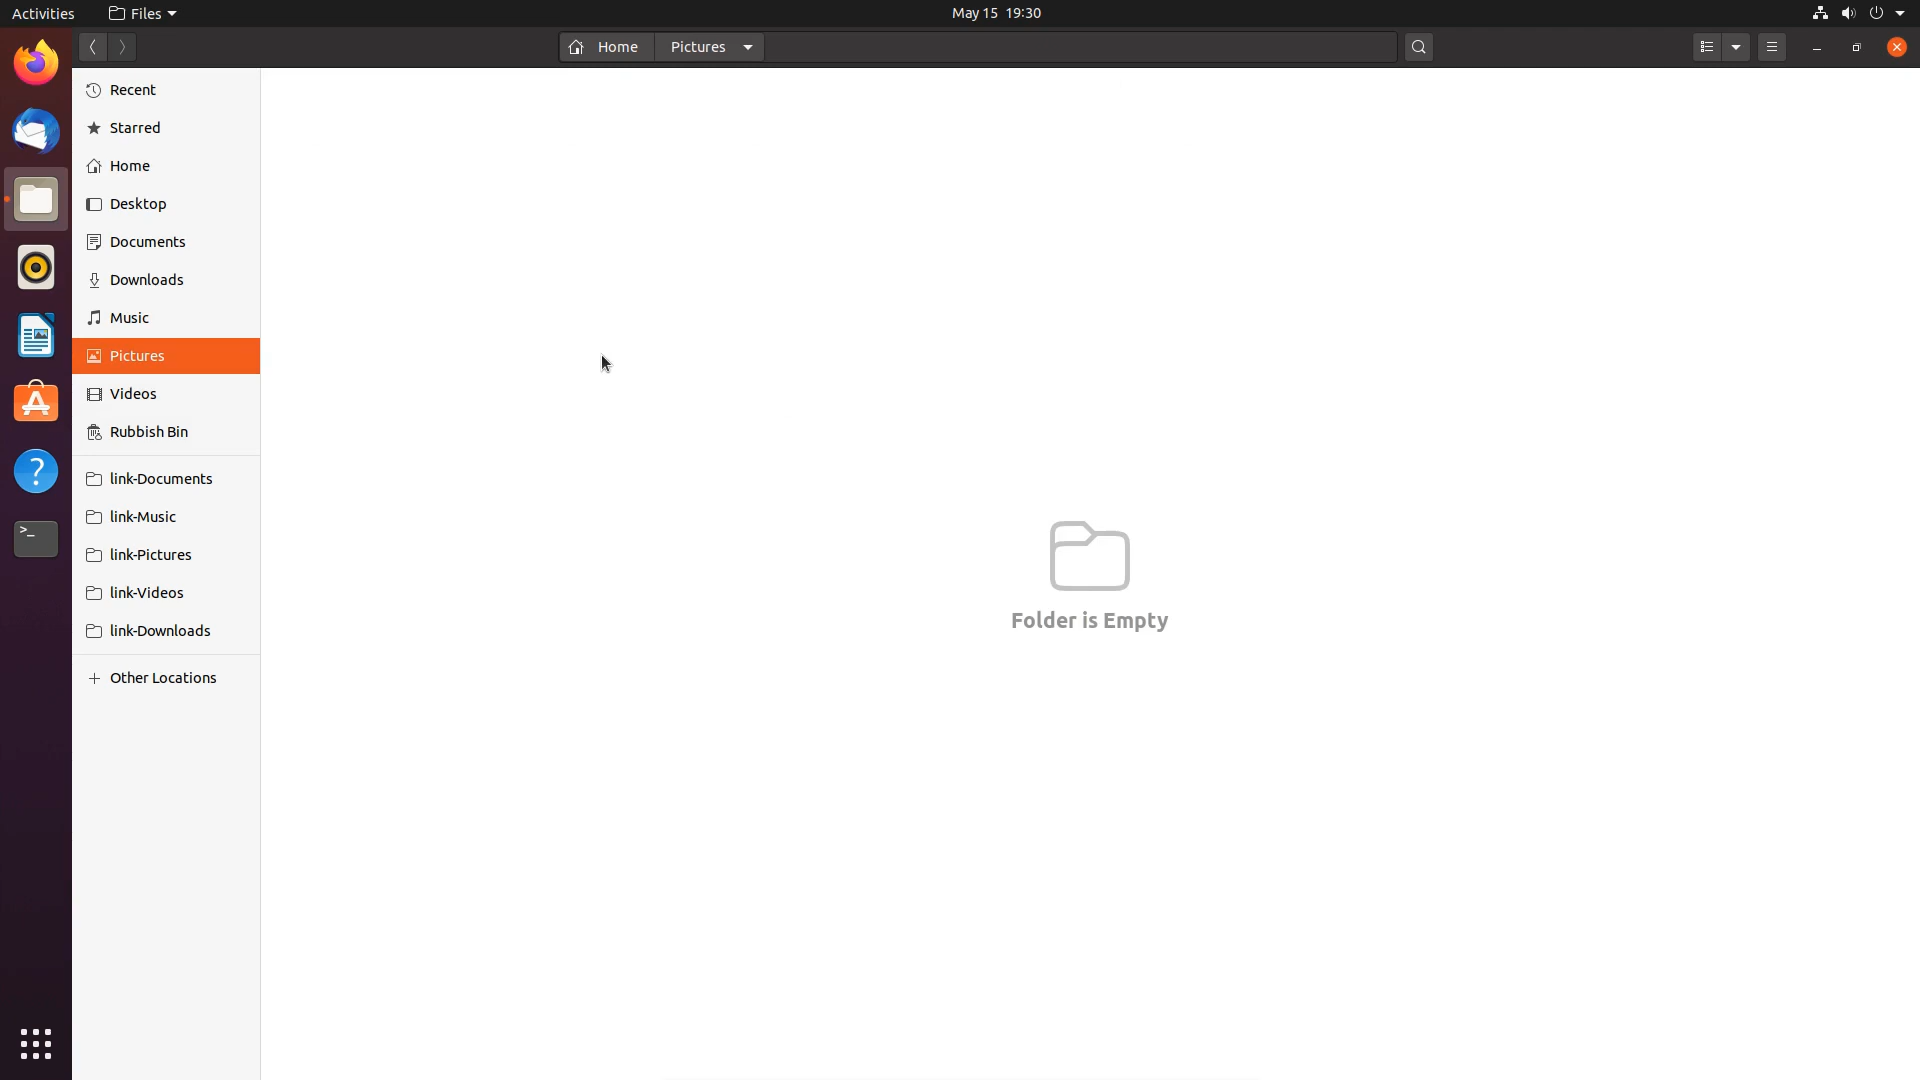 Activities
Files
May 15 19:30
Home
Pictures
Recent
Starred
Home
Desktop
Documents
Downloads
Music
Pictures
Videos
Rubbish Bin
link-Documents
link-Music
link-Pictures
link-Videos
link-Downloads
Other Locations
Folder is Empty